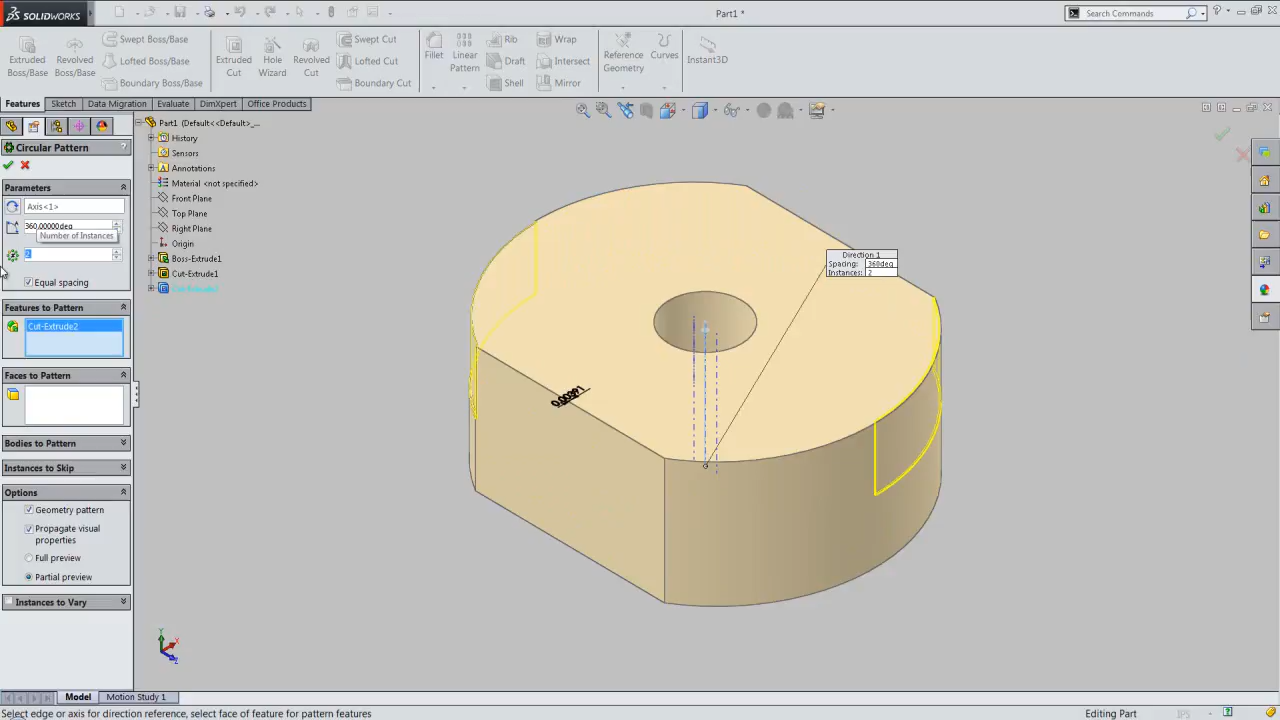 SOLIDWORKS
Part1 *
Search Commands
Extruded Boss/Base
Revolved Boss/Base
Swept Boss/Base
Lofted Boss/Base
Boundary Boss/Base
Extruded Cut
Hole Wizard
Revolved Cut
Swept Cut
Lofted Cut
Boundary Cut
Fillet
Linear Pattern
Rib
Draft
Shell
Wrap
Intersect
Mirror
Reference Geometry
Curves
Instant3D
Features
Sketch
Data Migration
Evaluate
DimXpert
Office Products
Circular Pattern
?
Parameters
Axis<1>
360.00000deg
Number of Instances
2
Equal spacing
Features to Pattern
Cut-Extrude2
Faces to Pattern
Bodies to Pattern
Instances to Skip
Options
Geometry pattern
Propagate visual
properties
Full preview
Partial preview
Instances to Vary
Part1 (Default<<Default>_...
History
Sensors
Annotations
Material <not specified>
Front Plane
Top Plane
Right Plane
Origin
Boss-Extrude1
Cut-Extrude1
Cut-Extrude2
Direction 1
Spacing: 360deg
Instances: 2
Y
X
Z
Model
Motion Study 1
Select edge or axis for direction reference, select face of feature for pattern features
Editing Part
IPS